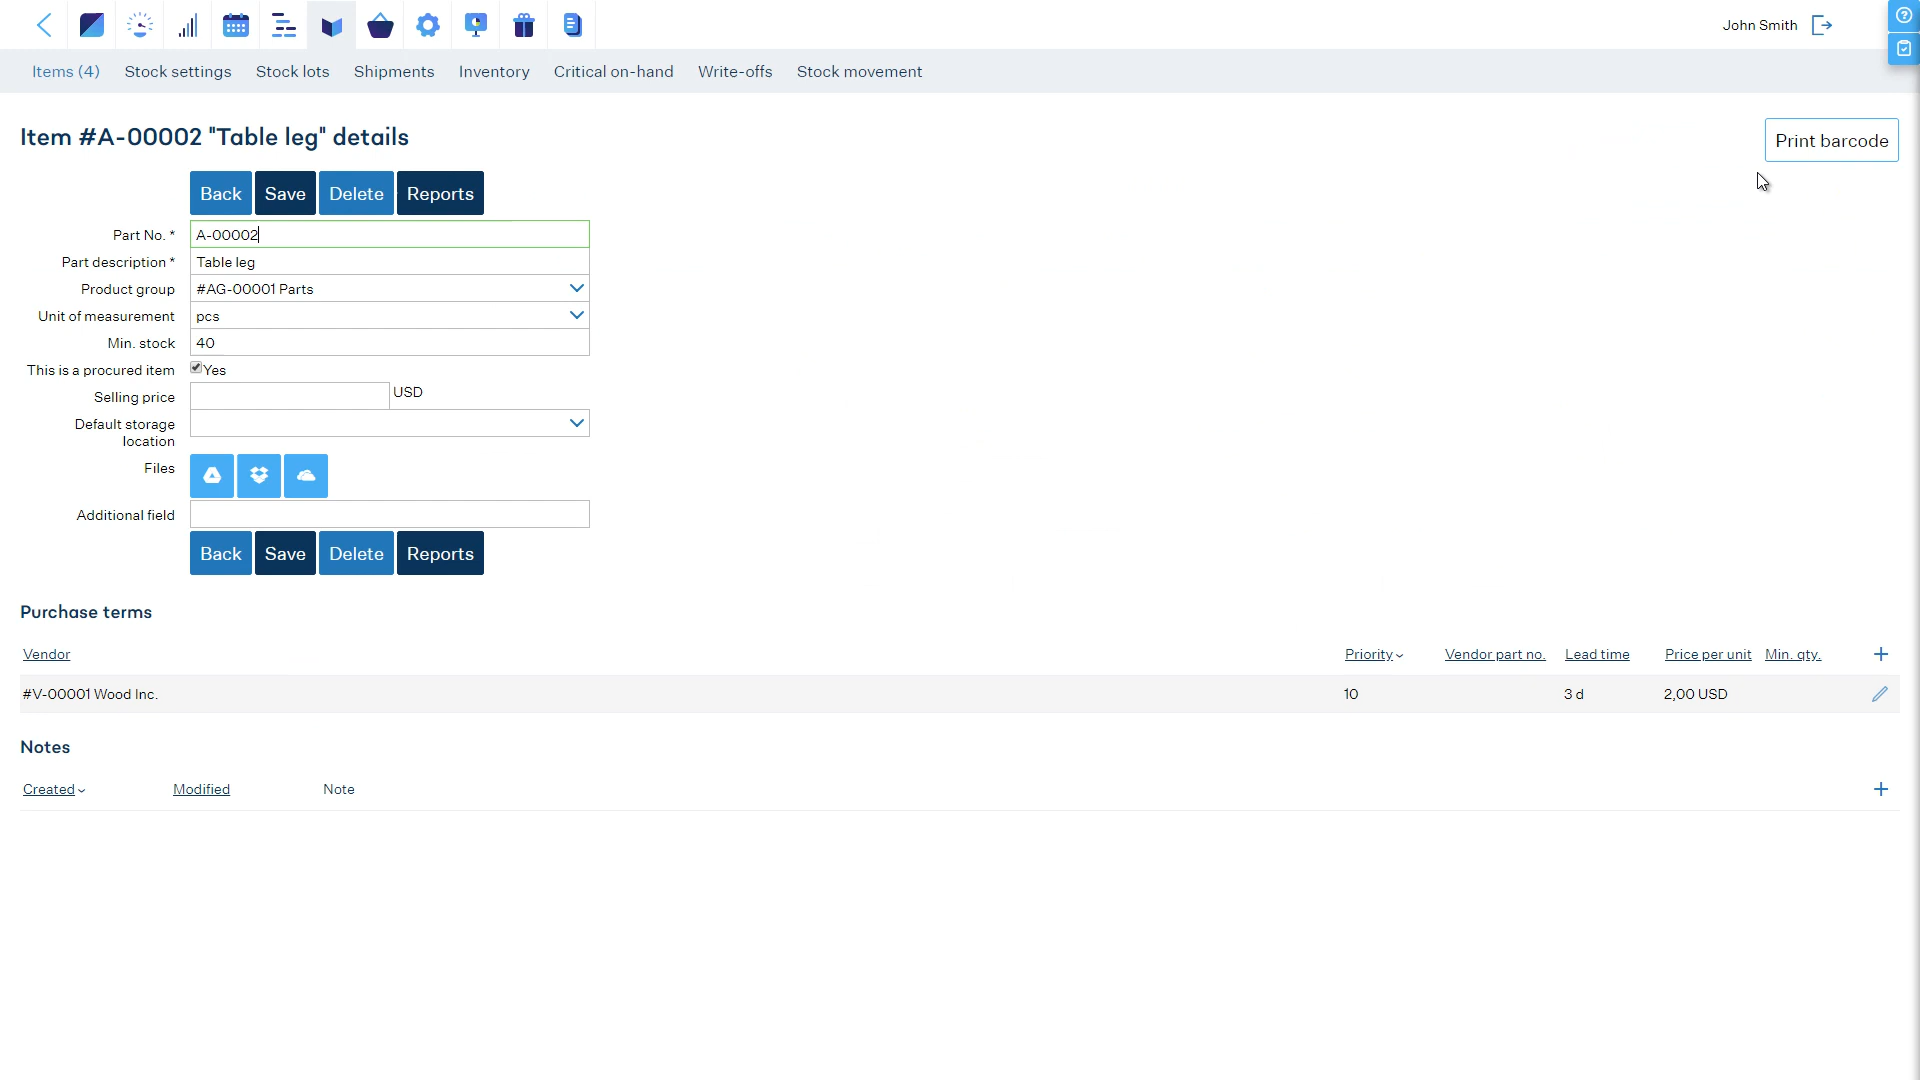 John Smith
Items (4) Stock settings Stock lots Shipments Inventory Critical on-hand Write-offs Stock movement
Item #A-00002 "Table leg" details
Print barcode
Back Save Delete Reports
Part No. * A-00002
Part description * Table leg
Product group #AG-00001 Parts
Unit of measurement pcs
Min. stock 40
This is a procured item Yes
Selling price USD
Default storage
location
Files
Additional field
Back Save Delete Reports
Purchase terms
Vendor Priority Vendor part no. Lead time Price per unit Min. qty.
#V-00001 Wood Inc. 10 3 d 2,00 USD
Notes
Created Modified Note